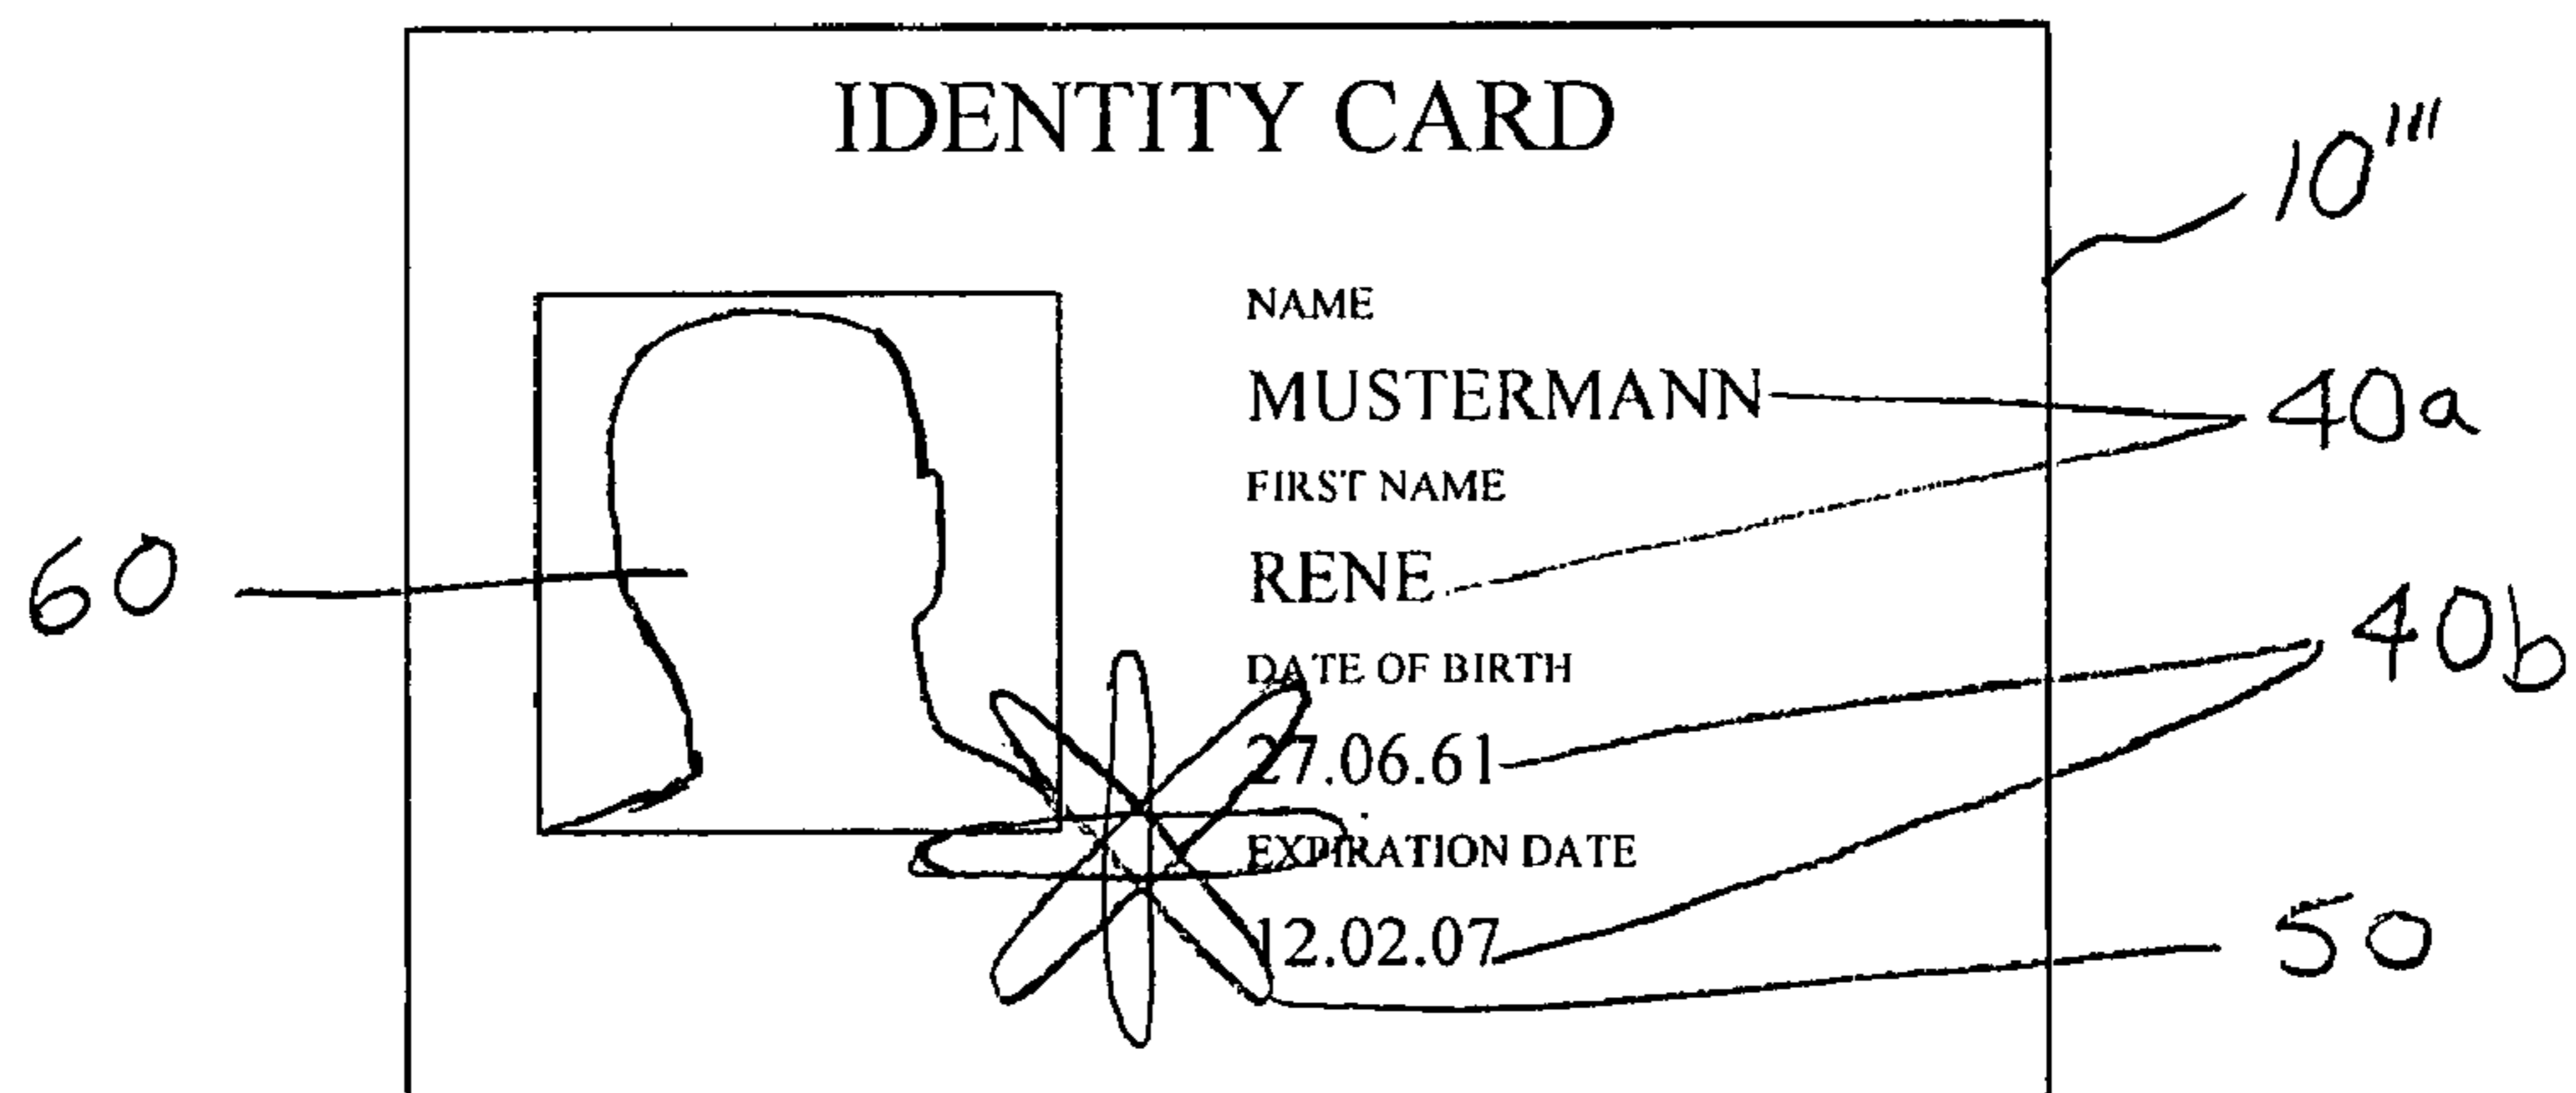 IDENTITY CARD
10'''
NAME
MUSTERMANN
40a
FIRST NAME
RENE
60
40b
DATE OF BIRTH
27.06.61
EXPIRATION DATE
12.02.07
50